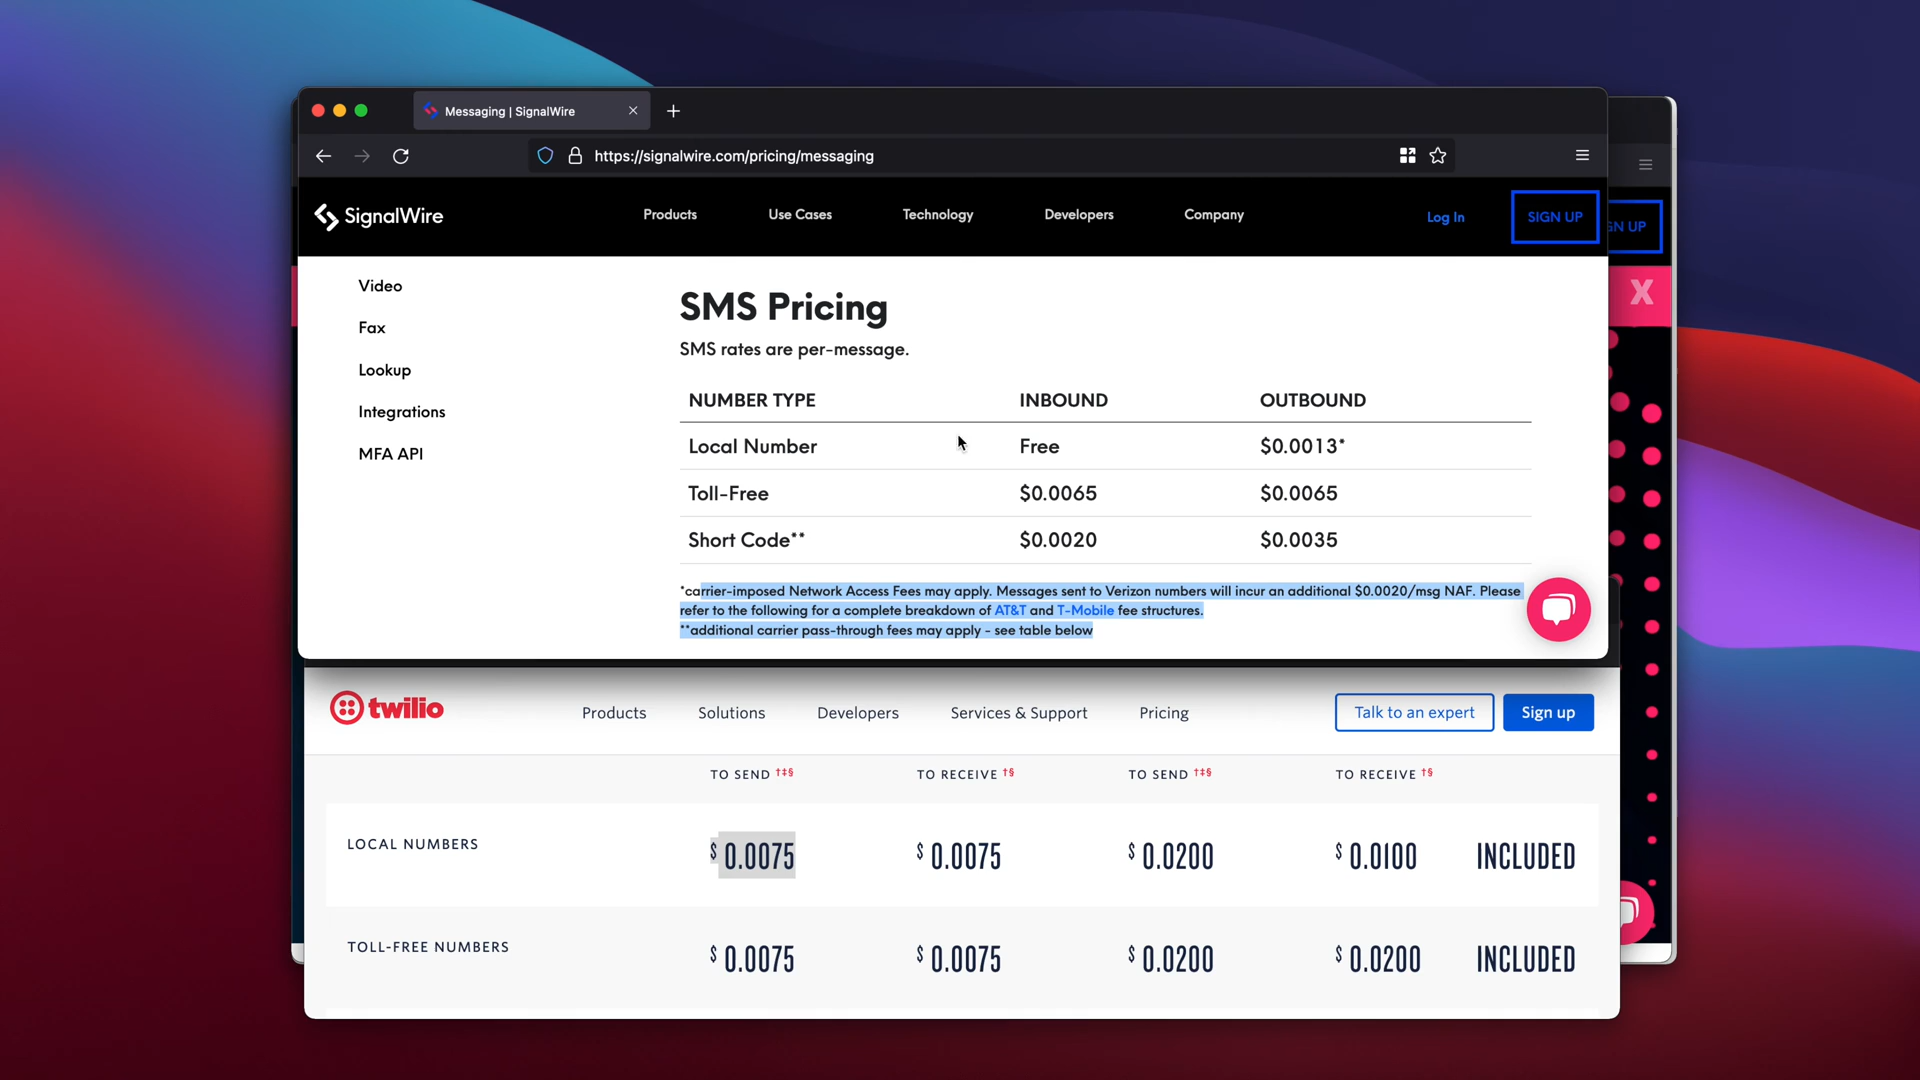 Messaging | SignalWire
https://signalwire.com/pricing/messaging
SignalWire
Products
Use Cases
Technology
Developers
Company
Log In
SIGN UP
GN UP
X
Video
Fax
Lookup
Integrations
MFA API
SMS Pricing
SMS rates are per-message.
NUMBER TYPE INBOUND OUTBOUND
Local Number Free $0.0013*
Toll-Free $0.0065 $0.0065
Short Code** $0.0020 $0.0035
*carrier-imposed Network Access Fees may apply. Messages sent to Verizon numbers will incur an additional $0.0020/msg NAF. Please
refer to the following for a complete breakdown of AT&T and T-Mobile fee structures.
**additional carrier pass-through fees may apply - see table below
twilio
Products
Solutions
Developers
Services & Support
Pricing
Talk to an expert
Sign up
TO SEND †‡§ TO RECEIVE †§ TO SEND †‡§ TO RECEIVE †§
LOCAL NUMBERS $ 0.0075 $ 0.0075 $ 0.0200 $ 0.0100 INCLUDED
TOLL-FREE NUMBERS $ 0.0075 $ 0.0075 $ 0.0200 $ 0.0200 INCLUDED